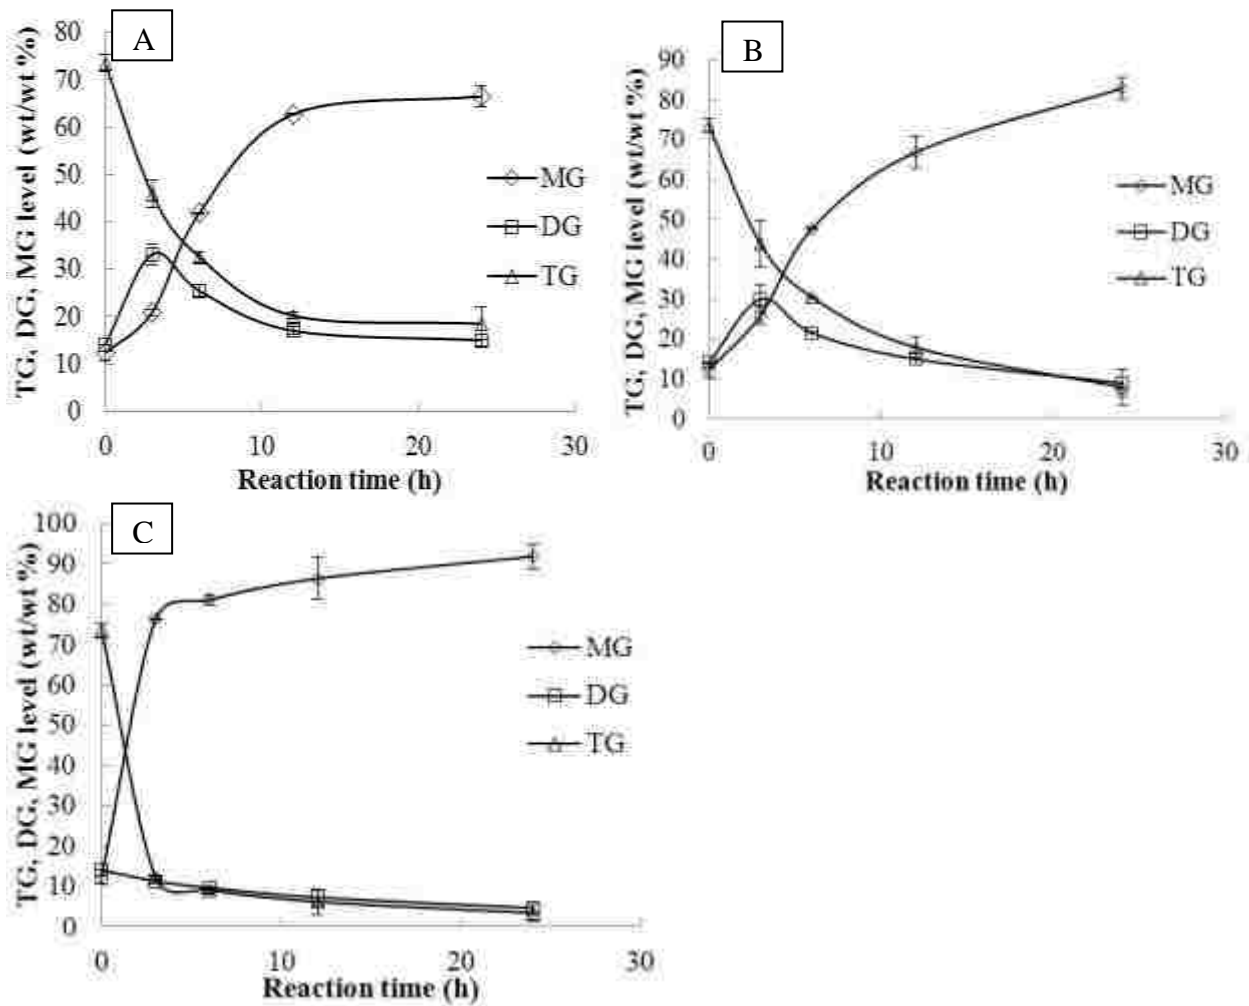 A
TG, DG, MG level (wt/wt %)
80
70
60
50
40
30
20
10
0
MG
DG
TG
0 10 20 30
Reaction time (h)
B
TG, DG, MG level (wt/wt %)
90
80
70
60
50
40
30
20
10
0
MG
DG
TG
0 10 20 30
Reaction time (h)
C
TG, DG, MG level (wt/wt %)
100
90
80
70
60
50
40
30
20
10
0
MG
DG
TG
0 10 20 30
Reaction time (h)